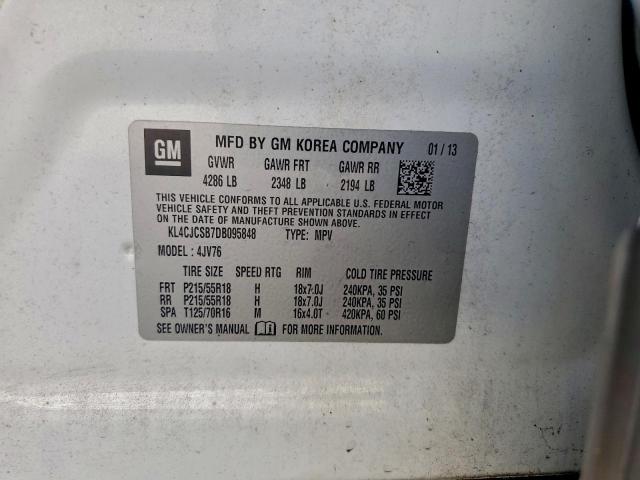 GM MFD BY GM KOREA COMPANY 01/13
GVWR GAWR FRT GAWR RR
4286 LB 2348 LB 2194 LB
THIS VEHICLE CONFORMS TO ALL APPLICABLE U.S. FEDERAL MOTOR
VEHICLE SAFETY AND THEFT PREVENTION STANDARDS IN EFFECT
ON THE DATE OF MANUFACTURE SHOWN ABOVE.
KL4CJCSB7DB095848 TYPE: MPV
MODEL : 4JV76
TIRE SIZE SPEED RTG RIM COLD TIRE PRESSURE
FRT P215/55R18 H 18x7.0J 240KPA, 35 PSI
RR P215/55R18 H 18x7.0J 240KPA, 35 PSI
SPA T125/70R16 M 16x4.0T 420KPA, 60 PSI
SEE OWNER'S MANUAL FOR MORE INFORMATION.